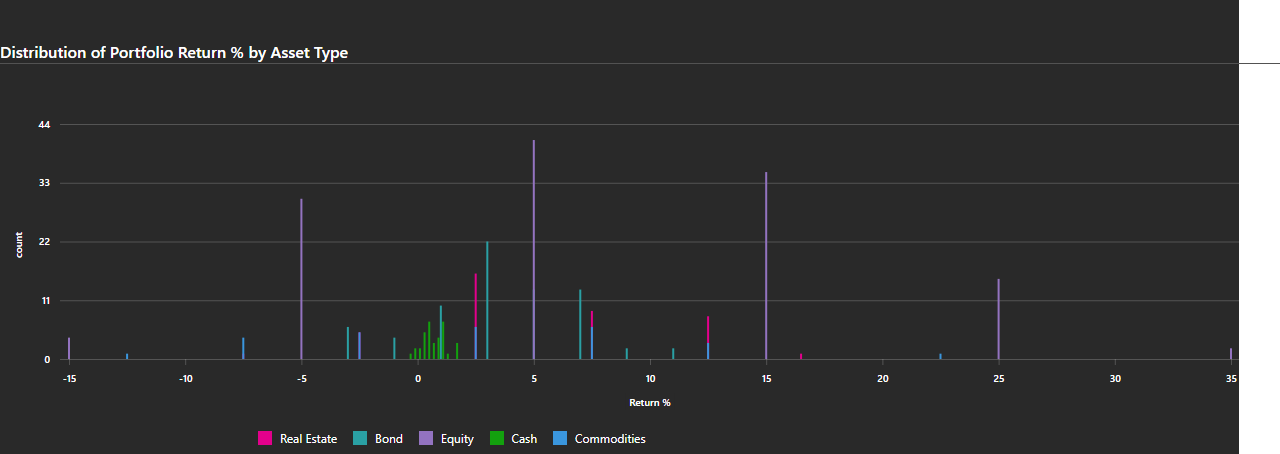 Distribution of Portfolio Return % by Asset Type
44
33
22
11
0
count
-15 -10 -5 0 5 10 15 20 25 30 35
Return %
Real Estate Bond Equity Cash Commodities